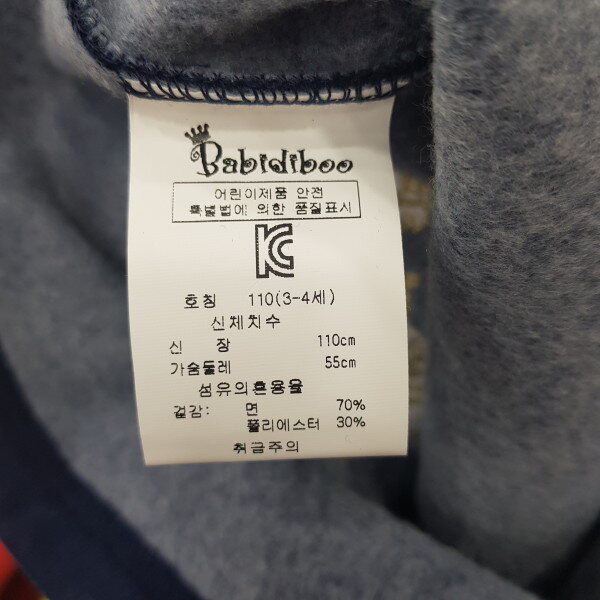 Babidiboo
어린이제품 안전
특별법에 의한 품질표시
KC
호칭 110(3-4세)
신체치수
신 장 110cm
가슴둘레 55cm
섬유의혼용율
겉감: 면 70%
폴리에스터 30%
취급주의